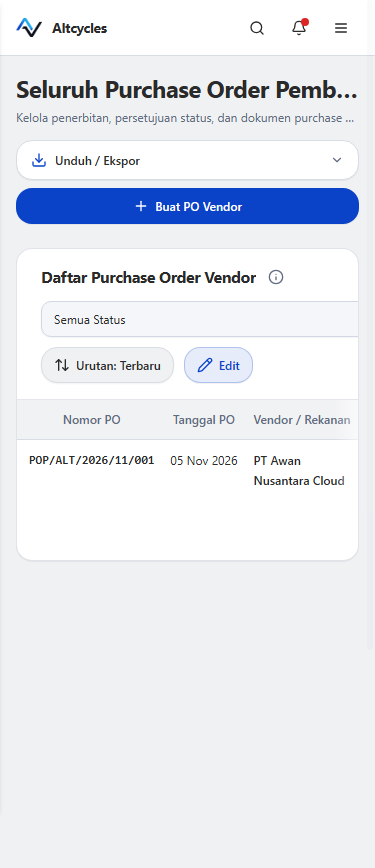 Altcycles
Seluruh Purchase Order Pemb...
Kelola penerbitan, persetujuan status, dan dokumen purchase ...
Unduh / Ekspor
Buat PO Vendor
Daftar Purchase Order Vendor
Semua Status
Urutan: Terbaru
Edit
Nomor PO Tanggal PO Vendor / Rekanan
POP/ALT/2026/11/001 05 Nov 2026 PT Awan
Nusantara Cloud